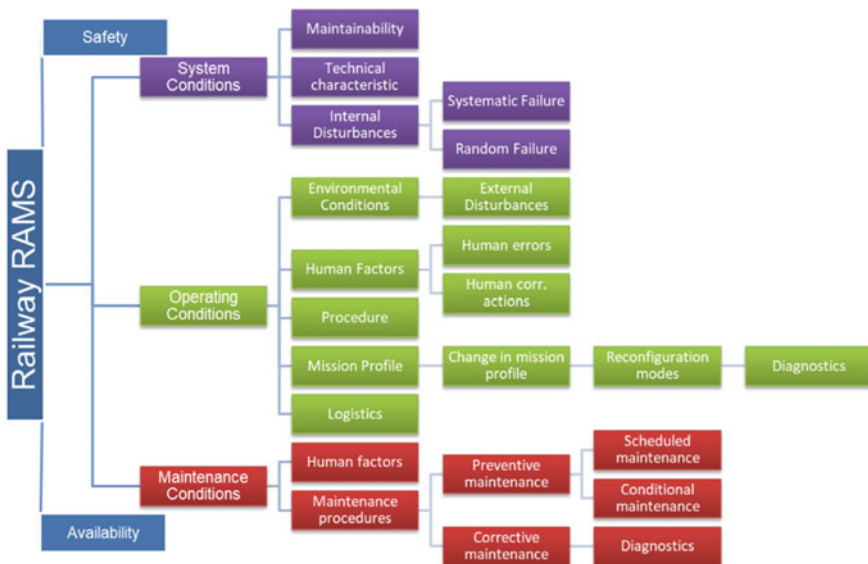 Railway RAMS
Safety
System
Conditions
Maintainability
Technical
characteristic
Internal
Disturbances
Systematic Failure
Random Failure
Operating
Conditions
Environmental
Conditions
External
Disturbances
Human Factors
Human errors
Human corr.
actions
Procedure
Mission Profile
Change in mission
profile
Reconfiguration
modes
Diagnostics
Logistics
Maintenance
Conditions
Human factors
Maintenance
procedures
Preventive
maintenance
Scheduled
maintenance
Conditional
maintenance
Corrective
maintenance
Diagnostics
Availability